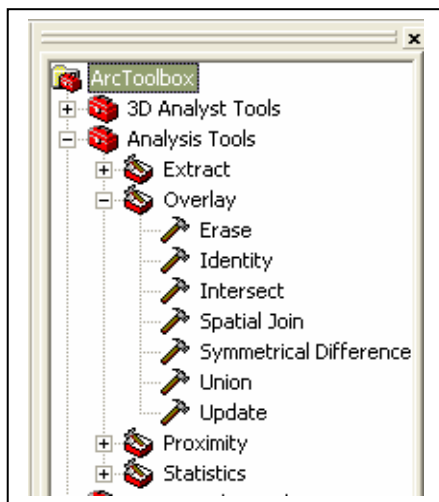 ArcToolbox
3D Analyst Tools
Analysis Tools
Extract
Overlay
Erase
Identity
Intersect
Spatial Join
Symmetrical Difference
Union
Update
Proximity
Statistics